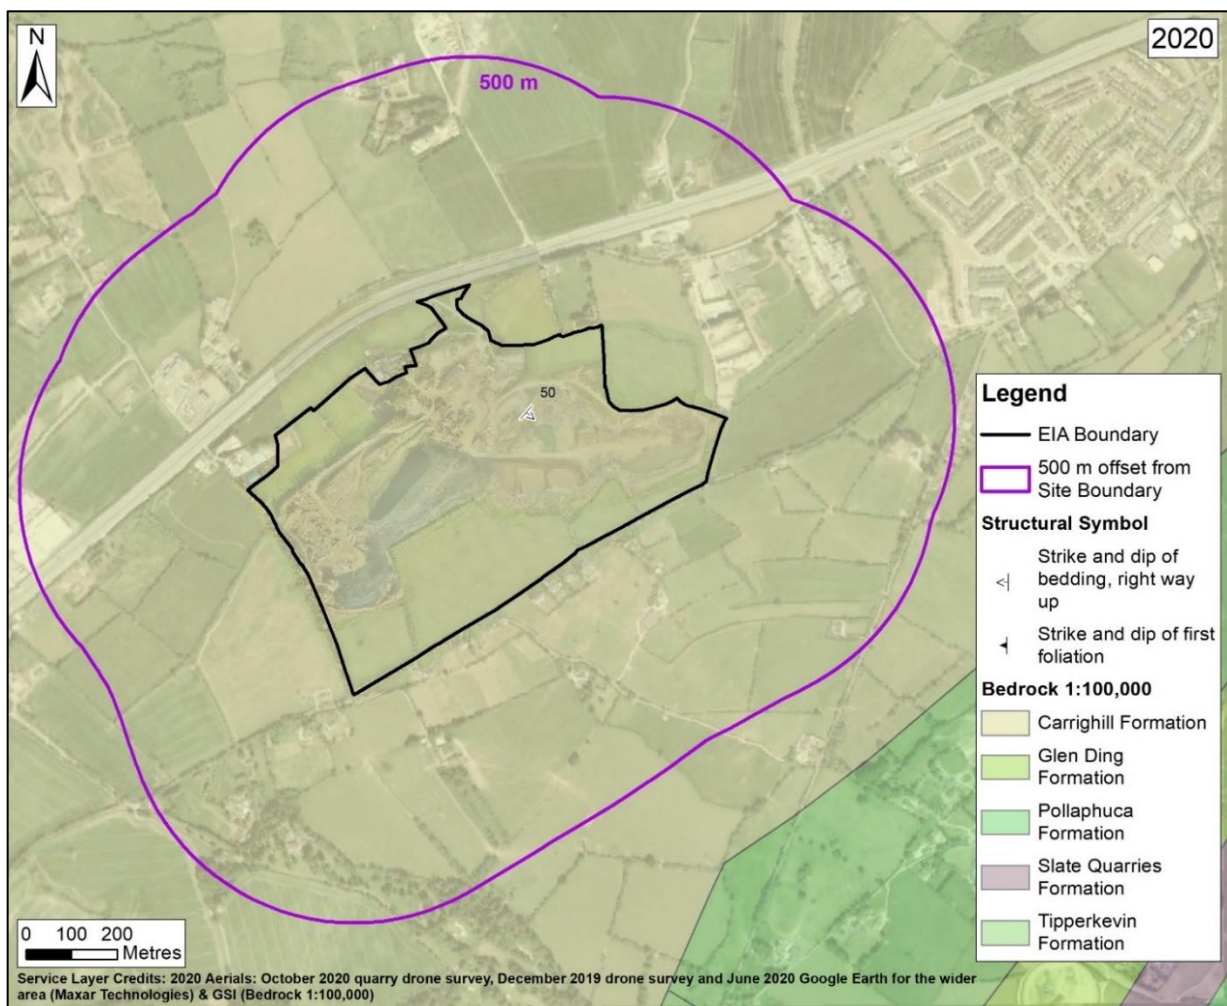 N
2020
500 m
50
Legend
EIA Boundary
500 m offset from
Site Boundary
Structural Symbol
Strike and dip of
bedding, right way
up
Strike and dip of first
foliation
Bedrock 1:100,000
Carrighill Formation
Glen Ding
Formation
Pollaphuca
Formation
Slate Quarries
Formation
Tipperkevin
Formation
0 100 200
Metres
Service Layer Credits: 2020 Aerials: October 2020 quarry drone survey, December 2019 drone survey and June 2020 Google Earth for the wider
area (Maxar Technologies) & GSI (Bedrock 1:100,000)